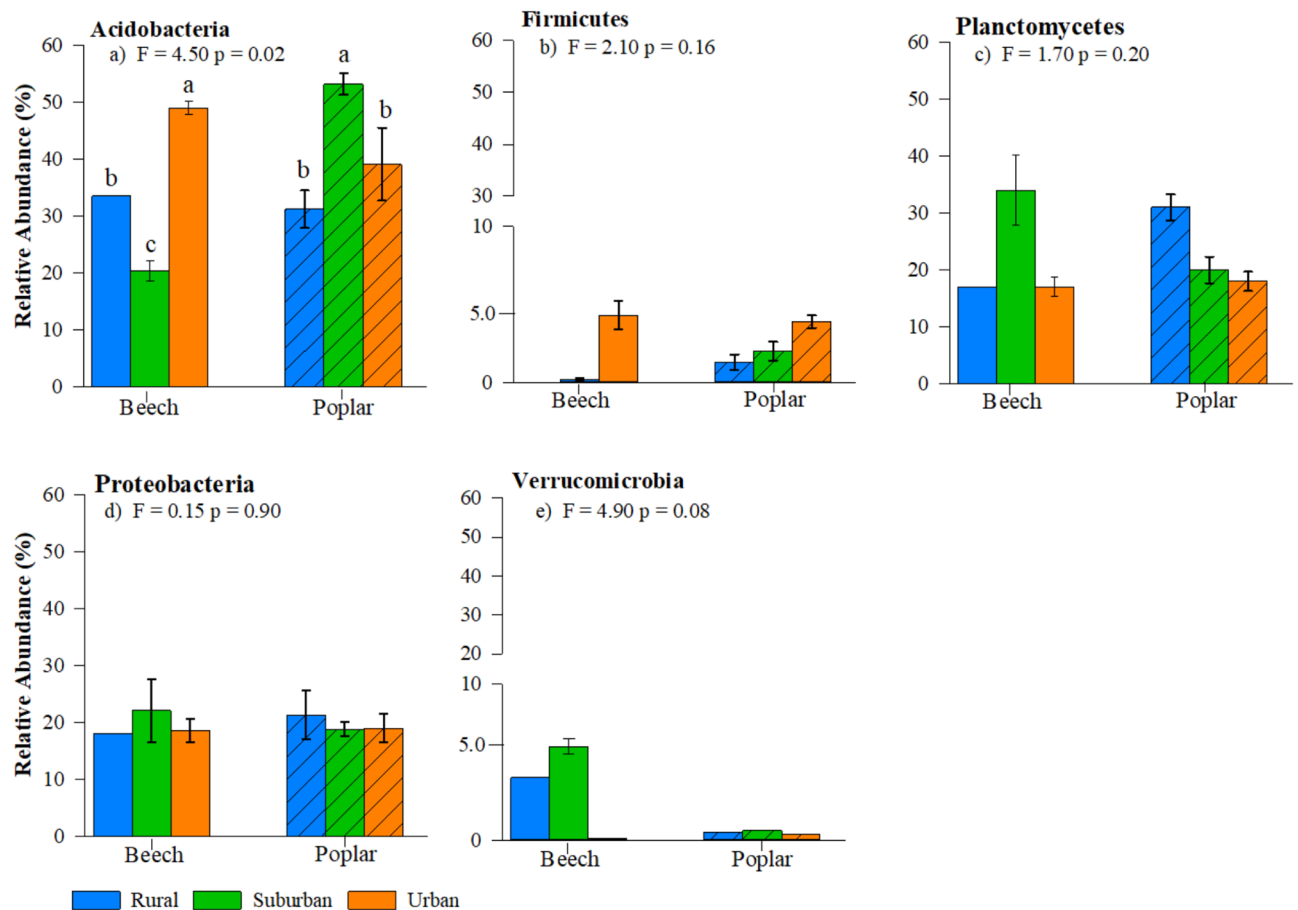 Acidobacteria
a) F = 4.50 p = 0.02
Relative Abundance (%)
60
50
40
30
20
10
0
b
c
a
b
a
b
Beech
Poplar
Firmicutes
b) F = 2.10 p = 0.16
60
50
40
30
10
5.0
0
Beech
Poplar
Planctomycetes
c) F = 1.70 p = 0.20
60
50
40
30
20
10
0
Beech
Poplar
Proteobacteria
d) F = 0.15 p = 0.90
Relative Abundance (%)
60
50
40
30
20
10
0
Beech
Poplar
Verrucomicrobia
e) F = 4.90 p = 0.08
60
50
40
30
20
10
5.0
0
Beech
Poplar
Rural Suburban Urban